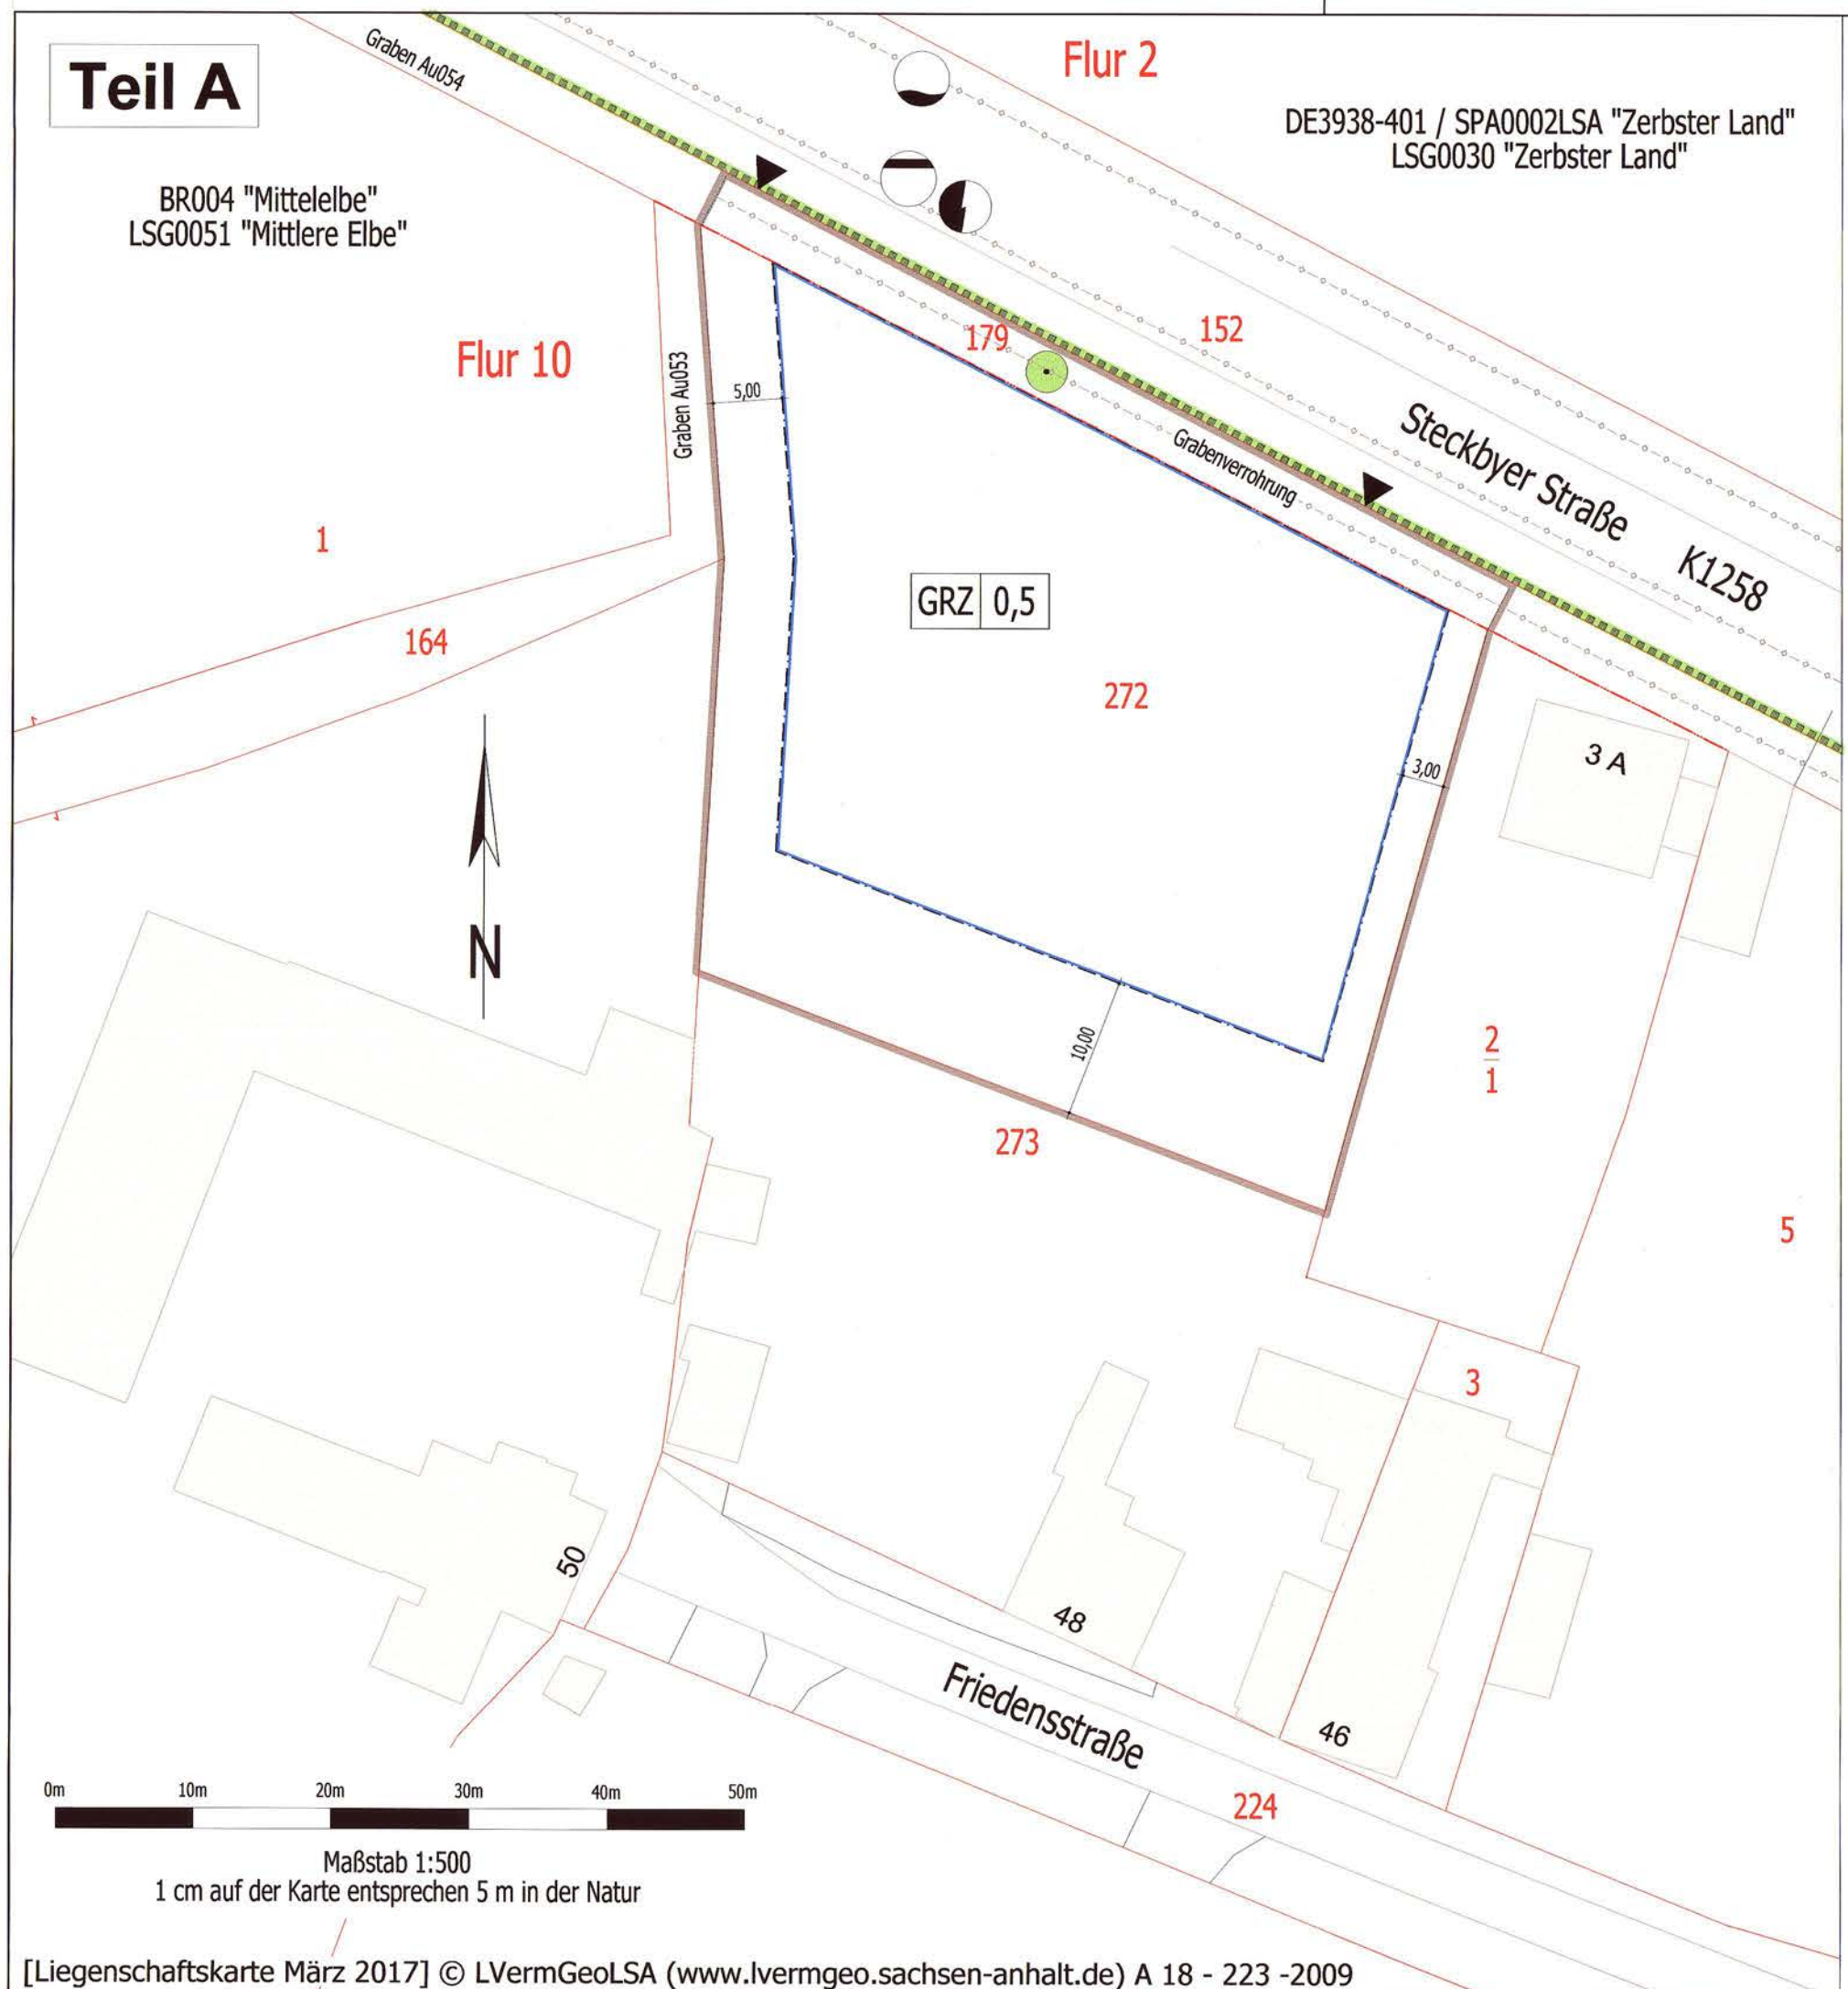 Teil A
Graben Au054
Flur 2
DE3938-401 / SPA0002LSA "Zerbster Land"
LSG0030 "Zerbster Land"
BR004 "Mittelelbe"
LSG0051 "Mittlere Elbe"
Flur 10
Graben Au053
5,00
179
152
Grabenverrohrung
Steckbyer Straße
K1258
1
164
GRZ 0,5
272
3,00
3 A
N
10,00
2
1
273
5
3
50
48
46
Friedensstraße
224
0m 10m 20m 30m 40m 50m
Maßstab 1:500
1 cm auf der Karte entsprechen 5 m in der Natur
[Liegenschaftskarte März 2017] © LVermGeoLSA (www.lvermgeo.sachsen-anhalt.de) A 18 - 223 -2009